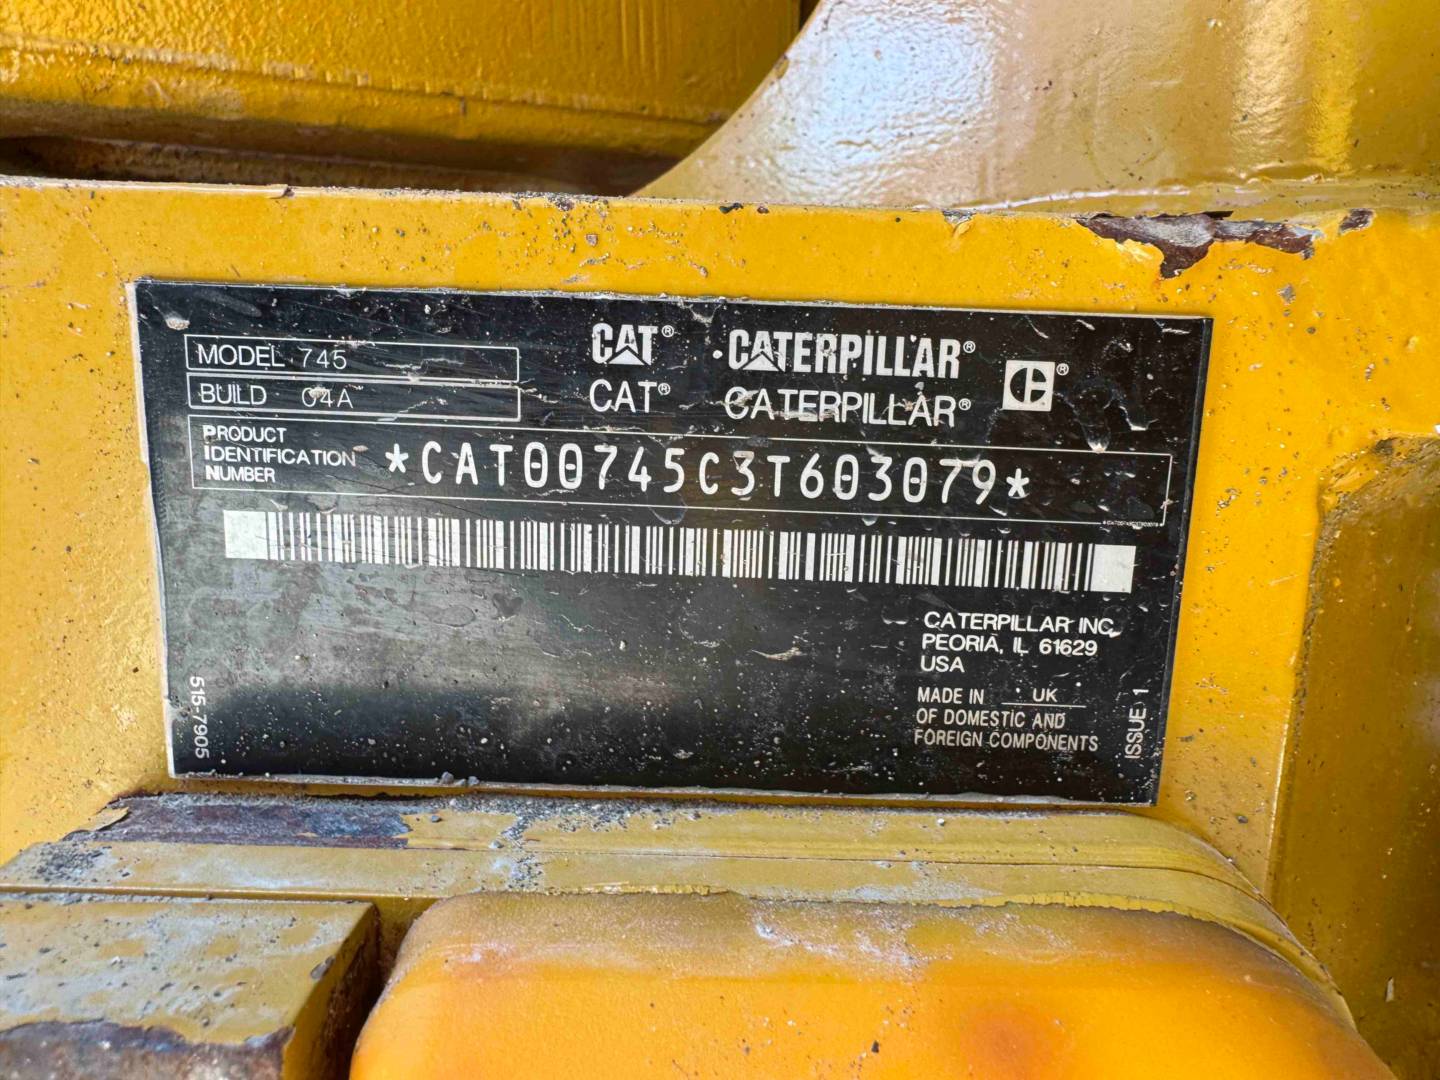 MODEL 745
BUILD 04A
CAT® CATERPILLAR®
CAT® CATERPILLAR®
PRODUCT
IDENTIFICATION
NUMBER
*CAT00745C3T603079*
CATERPILLAR INC.
PEORIA, IL 61629
USA
MADE IN UK
OF DOMESTIC AND
FOREIGN COMPONENTS
515-7905
ISSUE 1